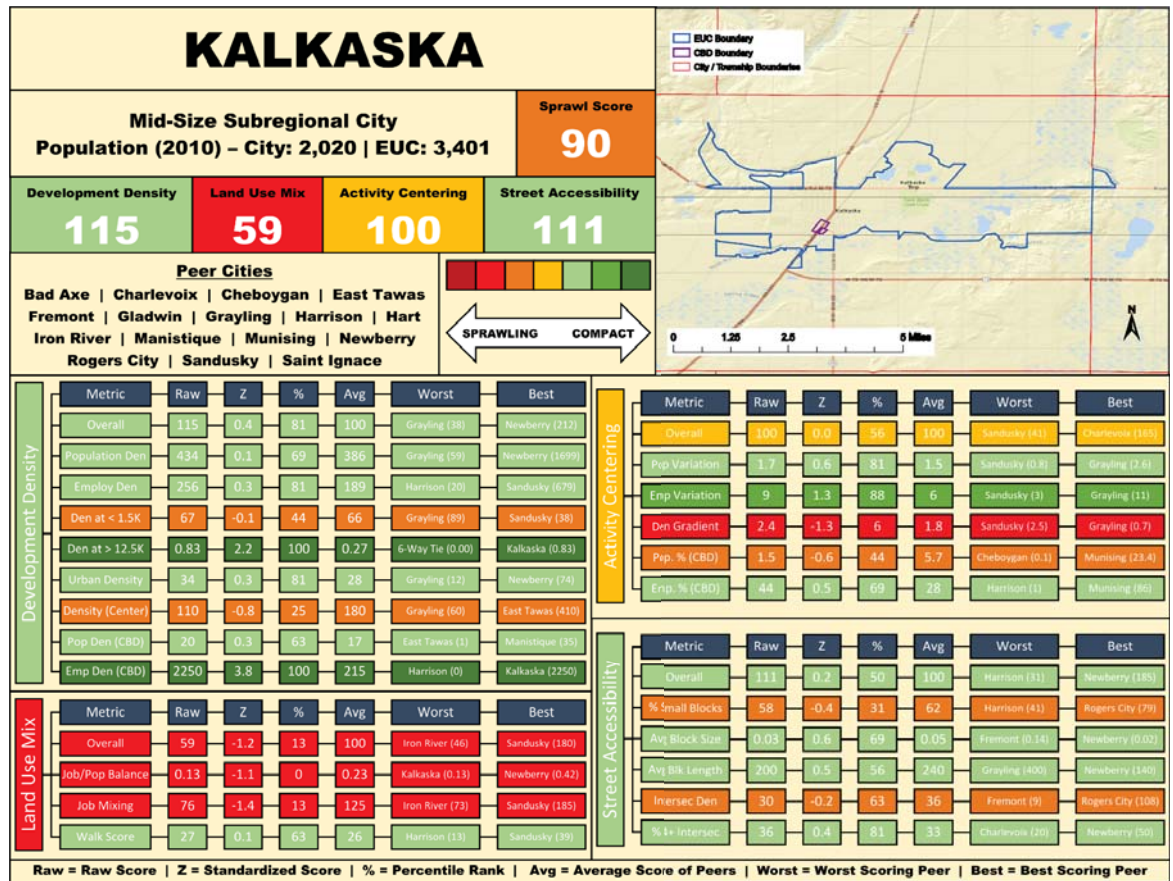 KALKASKA
Mid-Size Subregional City
Population (2010) – City: 2,020 | EUC: 3,401
Sprawl Score
90
Development Density
115
Land Use Mix
59
Activity Centering
100
Street Accessibility
111
Peer Cities
Bad Axe | Charlevoix | Cheboygan | East Tawas
Fremont | Gladwin | Grayling | Harrison | Hart
Iron River | Manistique | Munising | Newberry
Rogers City | Sandusky | Saint Ignace
SPRAWLING COMPACT
EUC Boundary
CBD Boundary
City / Township Boundaries
Kalkaska
Twp
Kalkaska
N
0 1.25 2.5 5 Miles
Development Density
Metric Raw Z % Avg Worst Best
Overall 115 0.4 81 100 Grayling (38) Newberry (212)
Population Den 434 0.1 69 386 Grayling (59) Newberry (1699)
Employ Den 256 0.3 81 189 Harrison (20) Sandusky (679)
Den at < 1.5K 67 -0.1 44 66 Grayling (89) Sandusky (38)
Den at > 12.5K 0.83 2.2 100 0.27 6-Way Tie (0.00) Kalkaska (0.83)
Urban Density 34 0.3 81 28 Grayling (12) Newberry (74)
Density (Center) 110 -0.8 25 180 Grayling (60) East Tawas (410)
Pop Den (CBD) 20 0.3 63 17 East Tawas (1) Manistique (35)
Emp Den (CBD) 2250 3.8 100 215 Harrison (0) Kalkaska (2250)
Land Use Mix
Metric Raw Z % Avg Worst Best
Overall 59 -1.2 13 100 Iron River (46) Sandusky (180)
Job/Pop Balance 0.13 -1.1 0 0.23 Kalkaska (0.13) Newberry (0.42)
Job Mixing 76 -1.4 13 125 Iron River (73) Sandusky (185)
Walk Score 27 0.1 63 26 Harrison (13) Sandusky (39)
Activity Centering
Metric Raw Z % Avg Worst Best
Overall 100 0.0 56 100 Sandusky (41) Charlevoix (165)
Pop Variation 1.7 0.6 81 1.5 Sandusky (0.8) Grayling (2.6)
Emp Variation 9 1.3 88 6 Sandusky (3) Grayling (11)
Den Gradient 2.4 -1.3 6 1.8 Sandusky (2.5) Grayling (0.7)
Pop. % (CBD) 1.5 -0.6 44 5.7 Cheboygan (0.1) Munising (23.4)
Emp. % (CBD) 44 0.5 69 28 Harrison (1) Munising (86)
Street Accessibility
Metric Raw Z % Avg Worst Best
Overall 111 0.2 50 100 Harrison (31) Newberry (185)
% Small Blocks 58 -0.4 31 62 Harrison (41) Rogers City (79)
Avg Block Size 0.03 0.6 69 0.05 Fremont (0.14) Newberry (0.02)
Avg Blk Length 200 0.5 56 240 Grayling (400) Newberry (140)
Intersec Den 30 -0.2 63 36 Fremont (9) Rogers City (108)
% 4+ Intersec 36 0.4 81 33 Charlevoix (20) Newberry (50)
Raw = Raw Score | Z = Standardized Score | % = Percentile Rank | Avg = Average Score of Peers | Worst = Worst Scoring Peer | Best = Best Scoring Peer